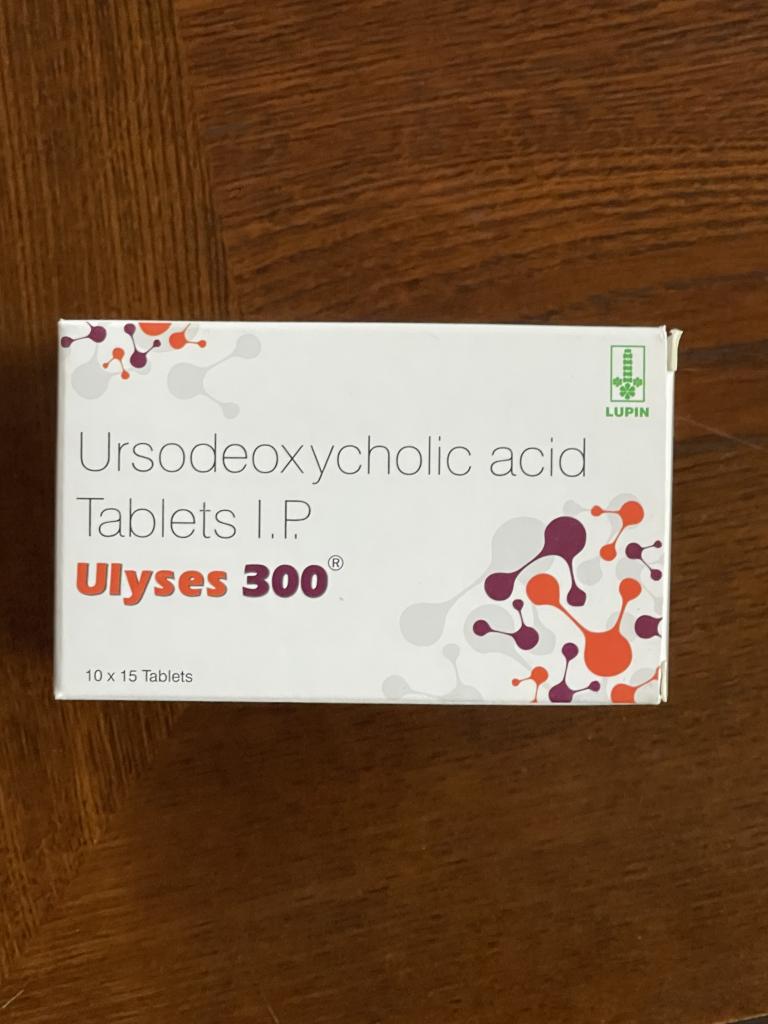 LUPIN
Ursodeoxycholic acid
Tablets I.P.
Ulyses 300®
10 x 15 Tablets